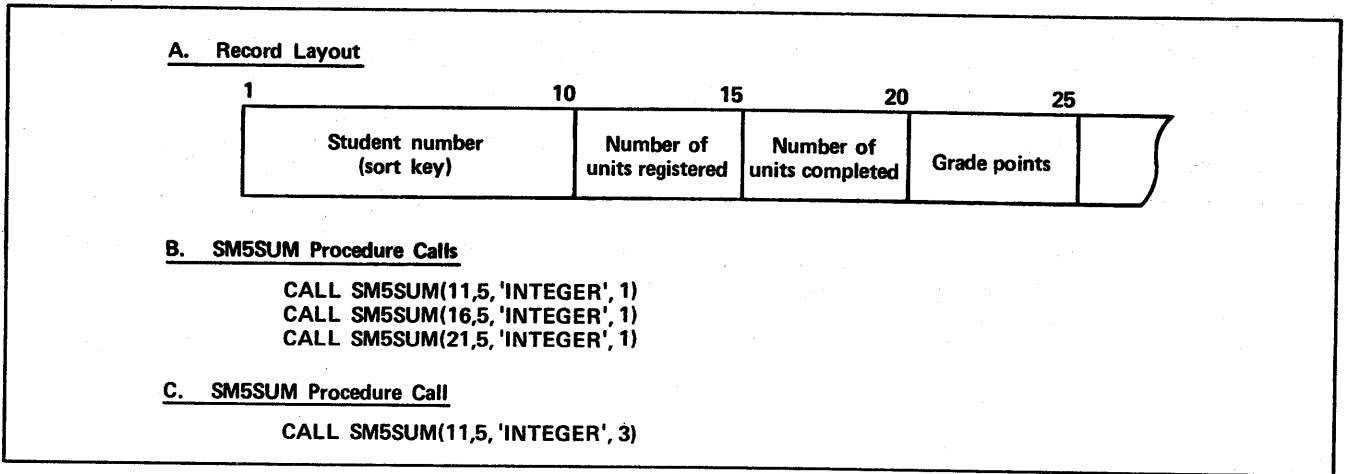 A. Record Layout
1 10 15 20 25
Student number
(sort key)
Number of
units registered
Number of
units completed
Grade points
B. SM5SUM Procedure Calls
CALL SM5SUM(11,5, 'INTEGER', 1)
CALL SM5SUM(16,5, 'INTEGER', 1)
CALL SM5SUM(21,5, 'INTEGER', 1)
C. SM5SUM Procedure Call
CALL SM5SUM(11,5, 'INTEGER', 3)